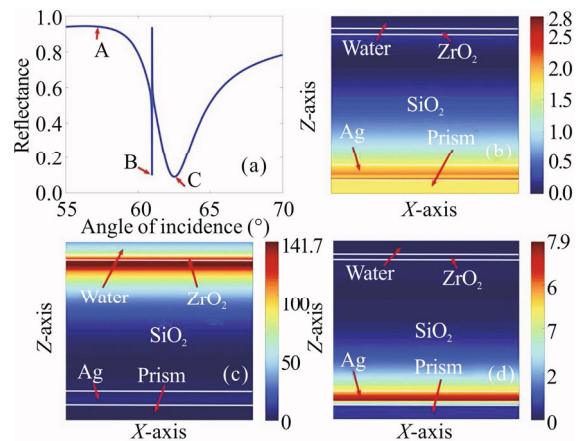 1.0
0.8
0.6
0.4
0.2
0.0
Reflectance
A
B
C
(a)
55
60
65
70
Angle of incidence (°)
Z-axis
Water
ZrO2
SiO2
Ag
Prism
(b)
X-axis
2.8
2.5
2.0
1.5
1.0
0.5
0.0
Z-axis
Water
ZrO2
SiO2
Ag
Prism
(c)
X-axis
141.7
100
50
0
Z-axis
Water
ZrO2
SiO2
Ag
Prism
(d)
X-axis
7.9
6
7
2
0